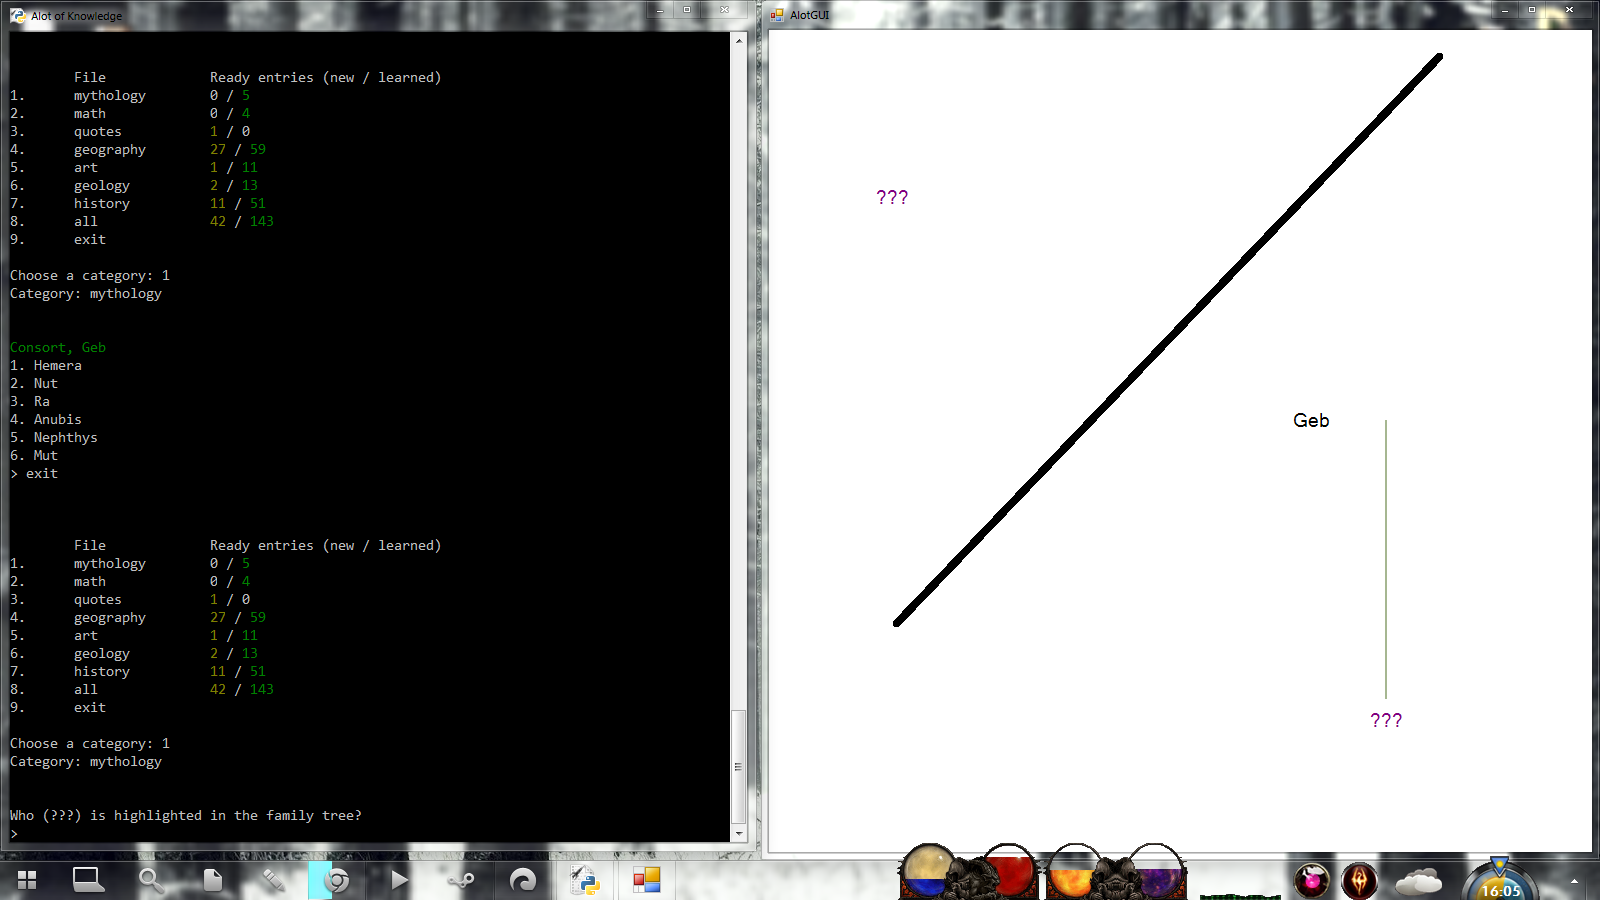 Alot of Knowledge
File Ready entries (new / learned)
1. mythology 0 / 5
2. math 0 / 4
3. quotes 1 / 0
4. geography 27 / 59
5. art 1 / 11
6. geology 2 / 13
7. history 11 / 51
8. all 42 / 143
9. exit
Choose a category: 1
Category: mythology
Consort, Geb
1. Hemera
2. Nut
3. Ra
4. Anubis
5. Nephthys
6. Mut
> exit
File Ready entries (new / learned)
1. mythology 0 / 5
2. math 0 / 4
3. quotes 1 / 0
4. geography 27 / 59
5. art 1 / 11
6. geology 2 / 13
7. history 11 / 51
8. all 42 / 143
9. exit
Choose a category: 1
Category: mythology
Who (???) is highlighted in the family tree?
>
AlotGUI
???
Geb
???
16:05